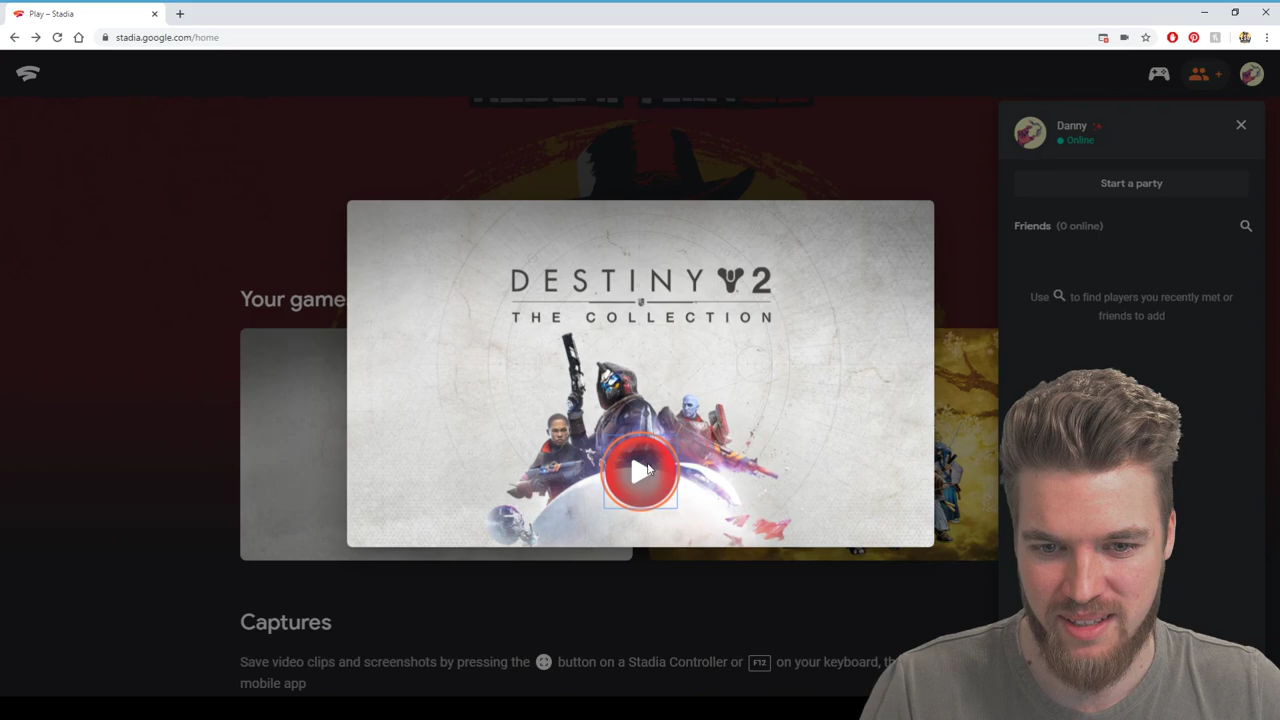 Play – Stadia
stadia.google.com/home
Danny
Online
Start a party
Friends (0 online)
Use to find players you recently met or
friends to add
Your game
DESTINY 2
THE COLLECTION
Captures
Save video clips and screenshots by pressing the button on a Stadia Controller or F12 on your keyboard, th
mobile app